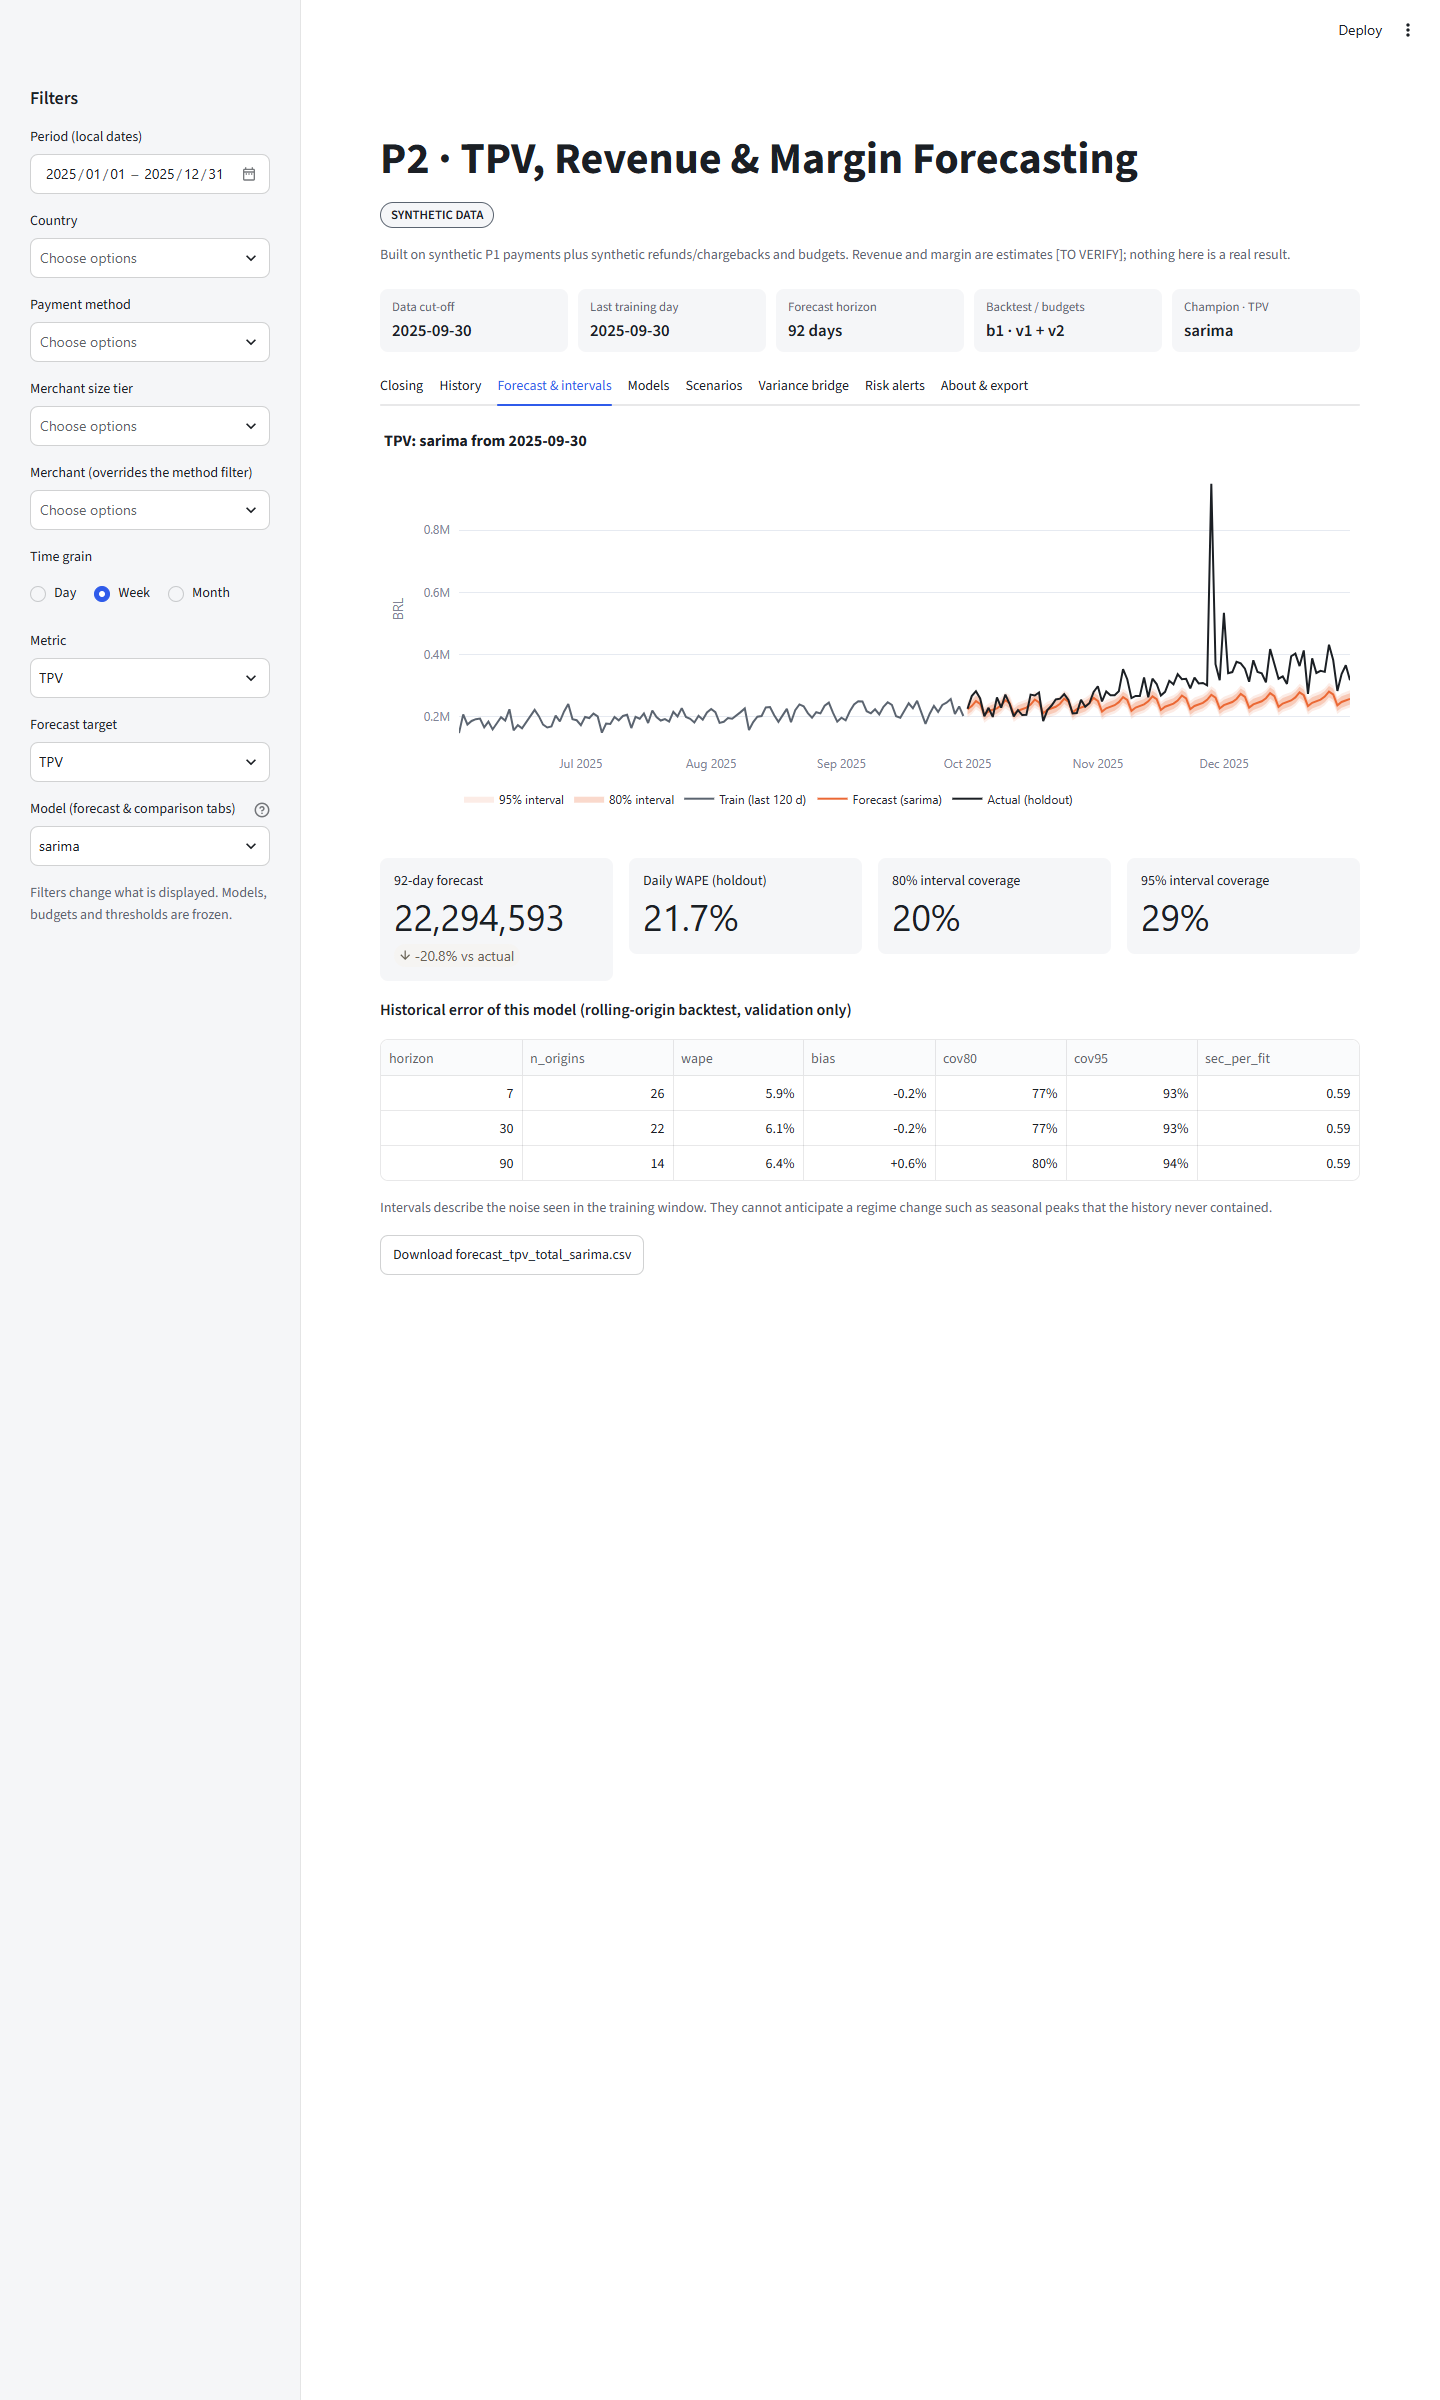 Deploy
Filters
Period (local dates)
2025/01/01 – 2025/12/31
Country
Choose options
Payment method
Choose options
Merchant size tier
Choose options
Merchant (overrides the method filter)
Choose options
Time grain
Day Week Month
Metric
TPV
Forecast target
TPV
Model (forecast & comparison tabs)
sarima
Filters change what is displayed. Models,
budgets and thresholds are frozen.
P2 · TPV, Revenue & Margin Forecasting
SYNTHETIC DATA
Built on synthetic P1 payments plus synthetic refunds/chargebacks and budgets. Revenue and margin are estimates [TO VERIFY]; nothing here is a real result.
Data cut-off
2025-09-30
Last training day
2025-09-30
Forecast horizon
92 days
Backtest / budgets
b1 · v1 + v2
Champion · TPV
sarima
Closing History Forecast & intervals Models Scenarios Variance bridge Risk alerts About & export
TPV: sarima from 2025-09-30
0.8M
0.6M
0.4M
0.2M
BRL
Jul 2025 Aug 2025 Sep 2025 Oct 2025 Nov 2025 Dec 2025
95% interval 80% interval Train (last 120 d) Forecast (sarima) Actual (holdout)
92-day forecast
22,294,593
↓ -20.8% vs actual
Daily WAPE (holdout)
21.7%
80% interval coverage
20%
95% interval coverage
29%
Historical error of this model (rolling-origin backtest, validation only)
horizon n_origins wape bias cov80 cov95 sec_per_fit
7 26 5.9% -0.2% 77% 93% 0.59
30 22 6.1% -0.2% 77% 93% 0.59
90 14 6.4% +0.6% 80% 94% 0.59
Intervals describe the noise seen in the training window. They cannot anticipate a regime change such as seasonal peaks that the history never contained.
Download forecast_tpv_total_sarima.csv